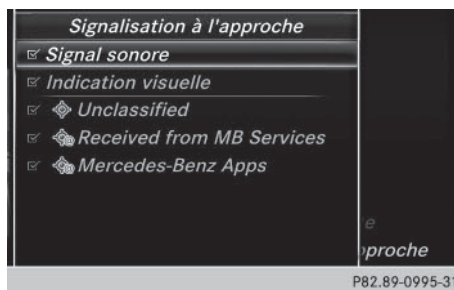 Signalisation à l'approche
Signal sonore
Indication visuelle
Unclassified
Received from MB Services
Mercedes-Benz Apps
e
pproche
P82.89-0995-31